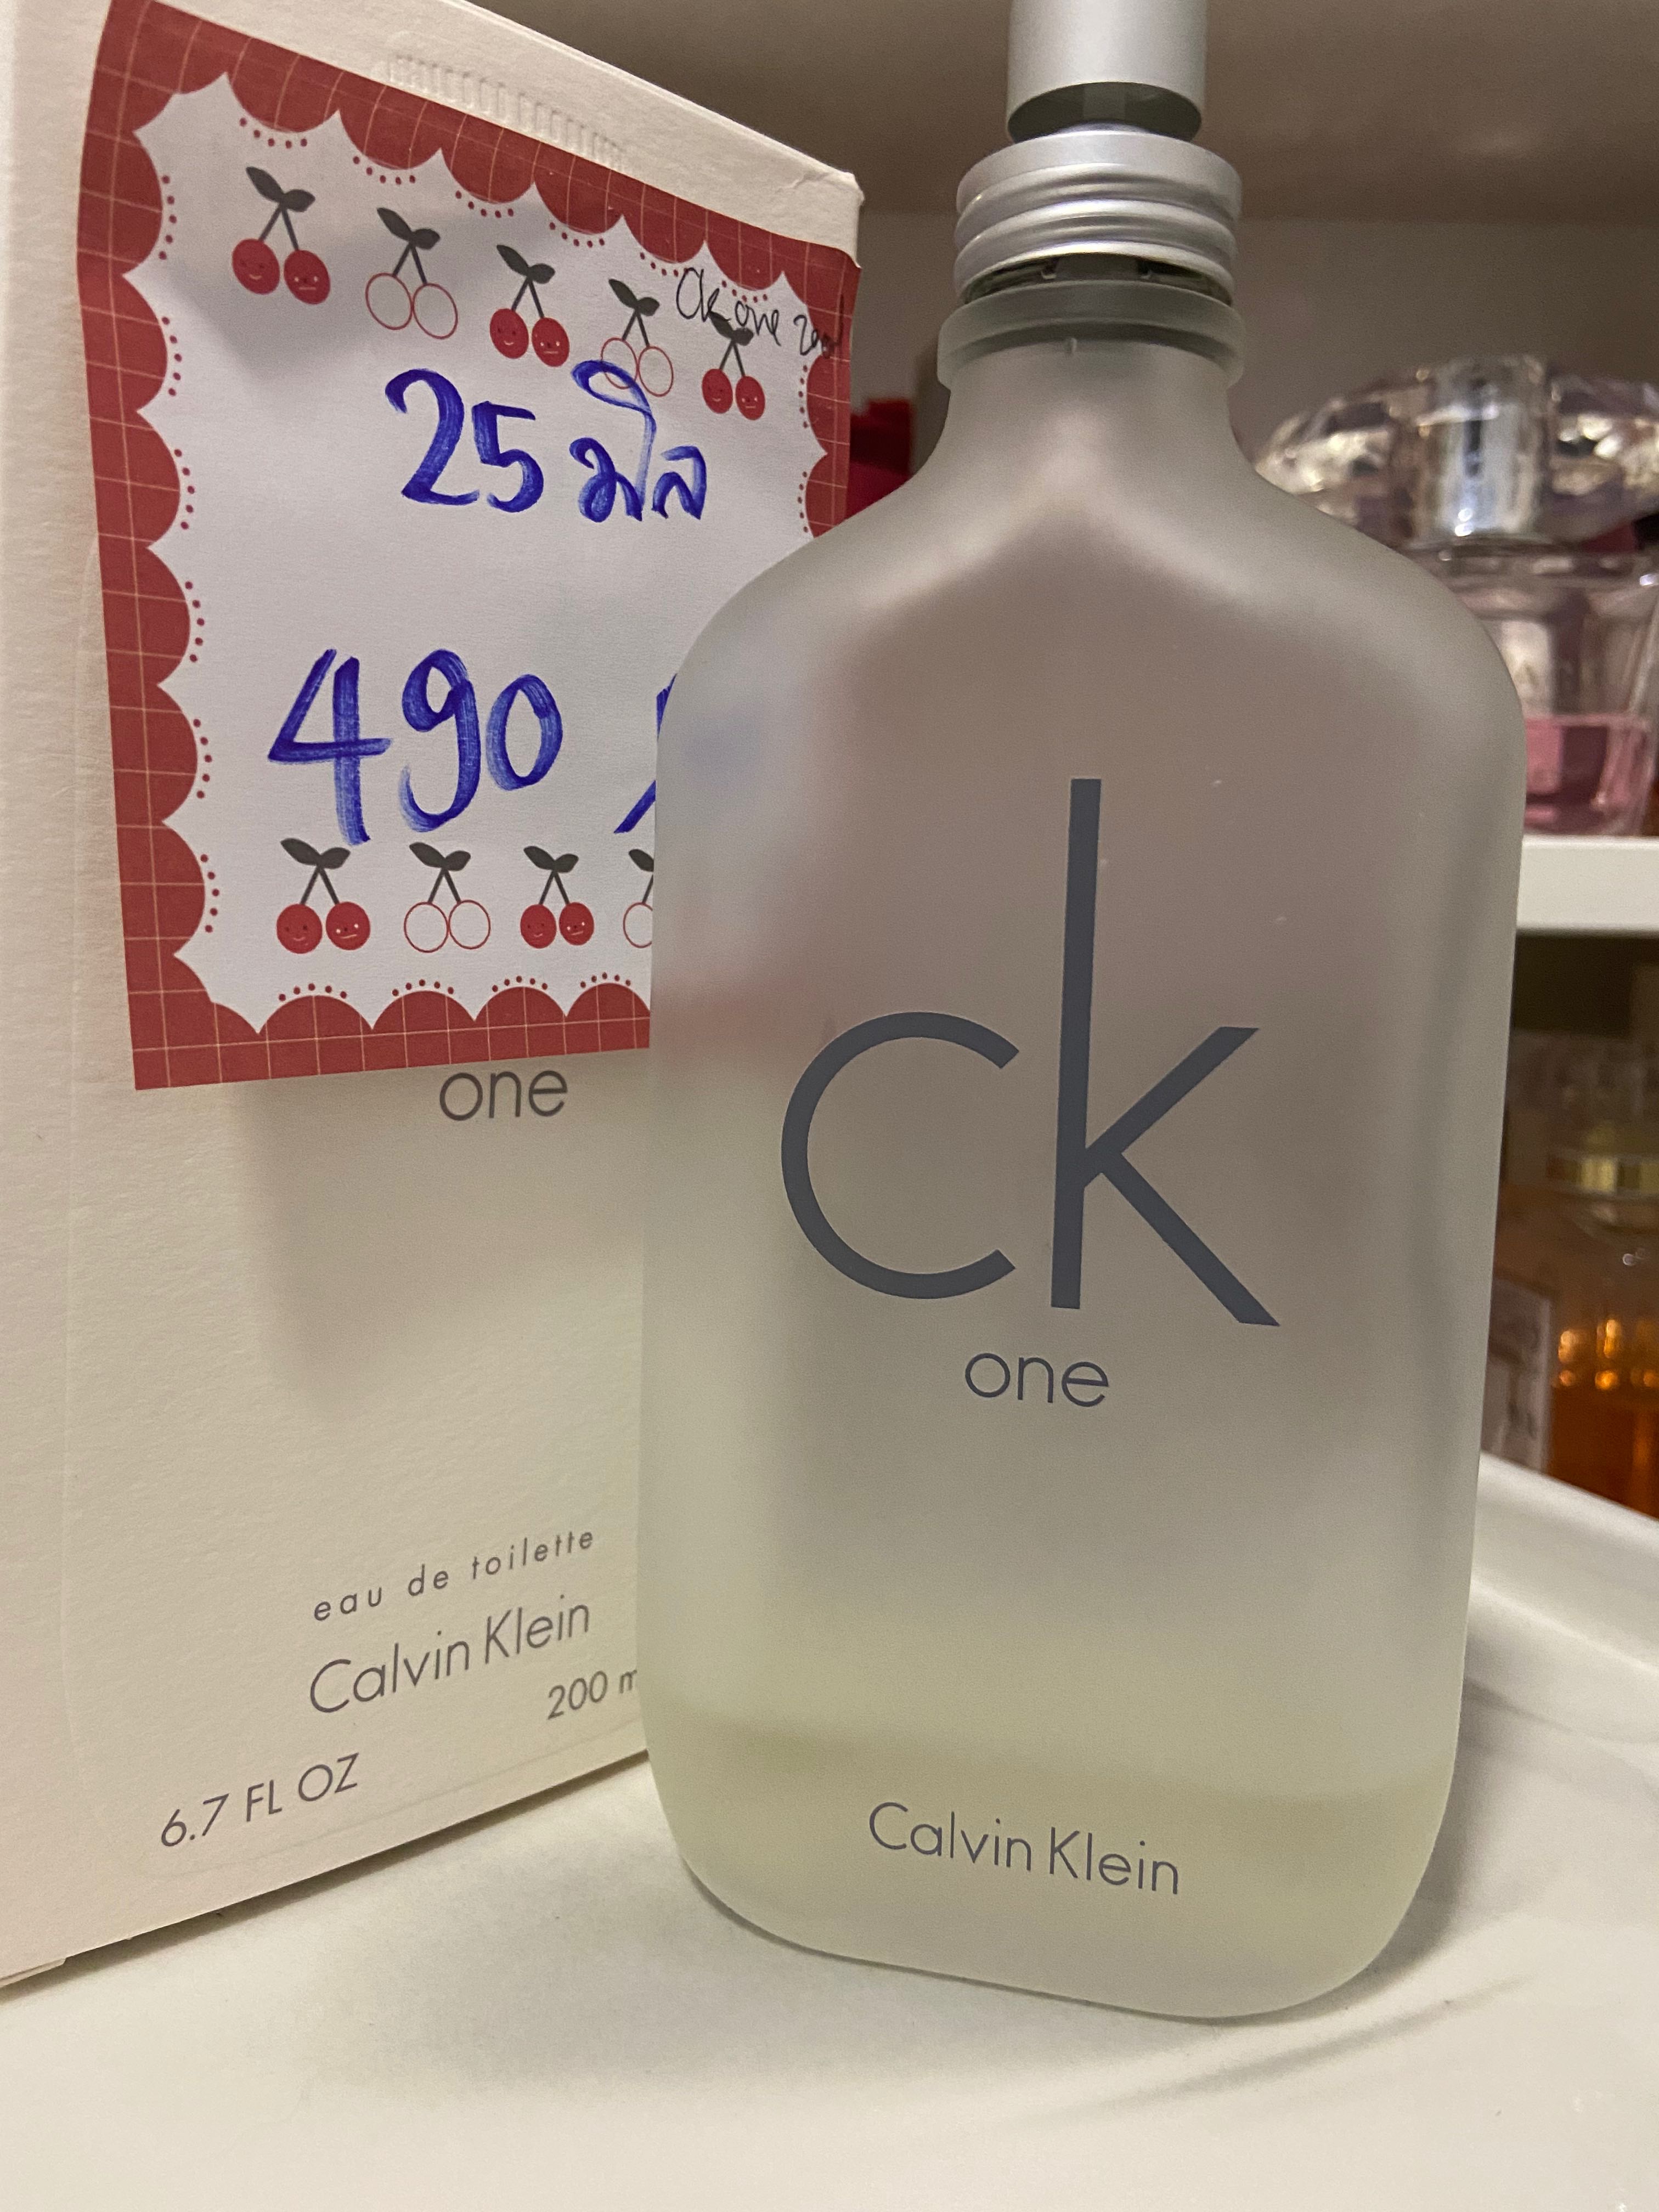 ck one 200ml
25 มิล
490
one
eau de toilette
Calvin Klein
200 m
6.7 FL OZ
ck
one
Calvin Klein